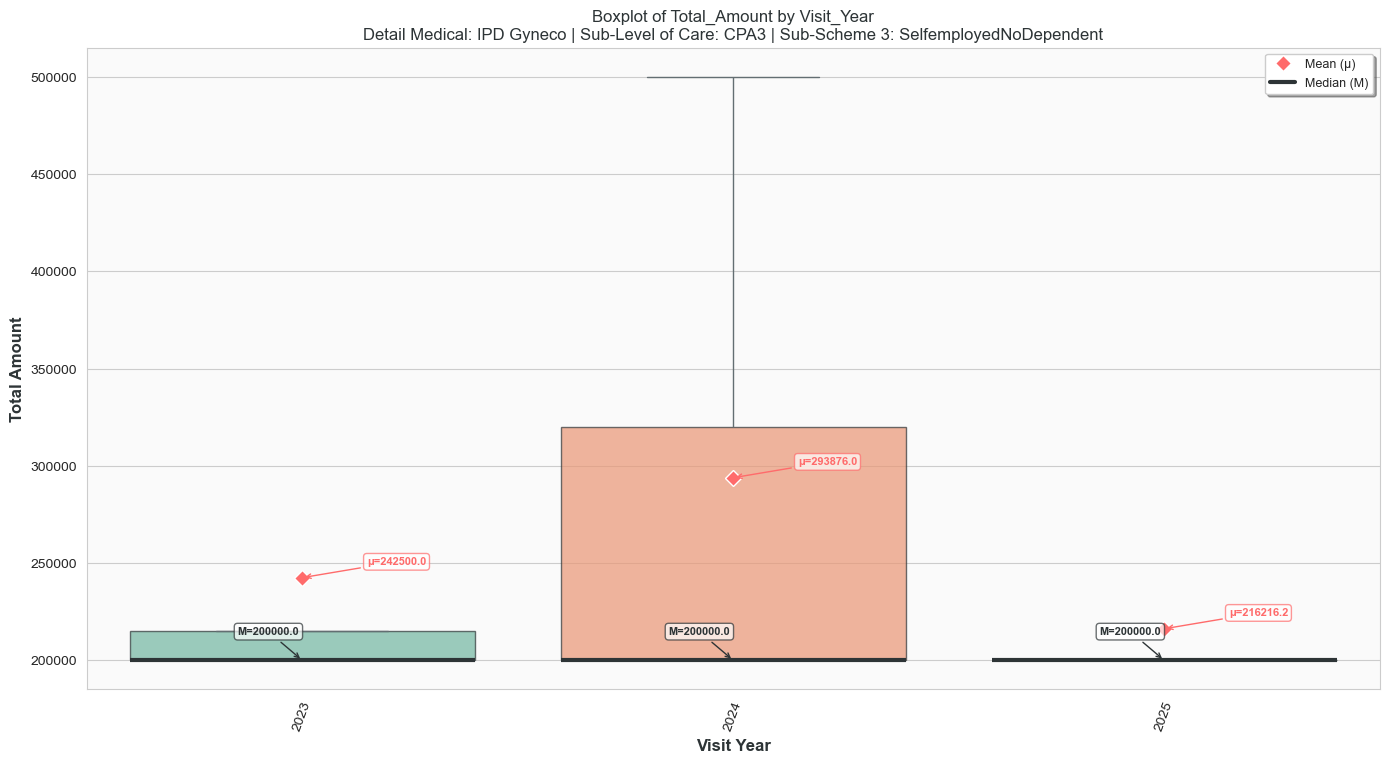 Boxplot of Total_Amount by Visit_Year
Detail Medical: IPD Gyneco | Sub-Level of Care: CPA3 | Sub-Scheme 3: SelfemployedNoDependent
Mean (μ)
Median (M)
Total Amount
500000
450000
400000
350000
300000
250000
200000
μ=242500.0
M=200000.0
μ=293876.0
M=200000.0
μ=216216.2
M=200000.0
2023
2024
2025
Visit Year